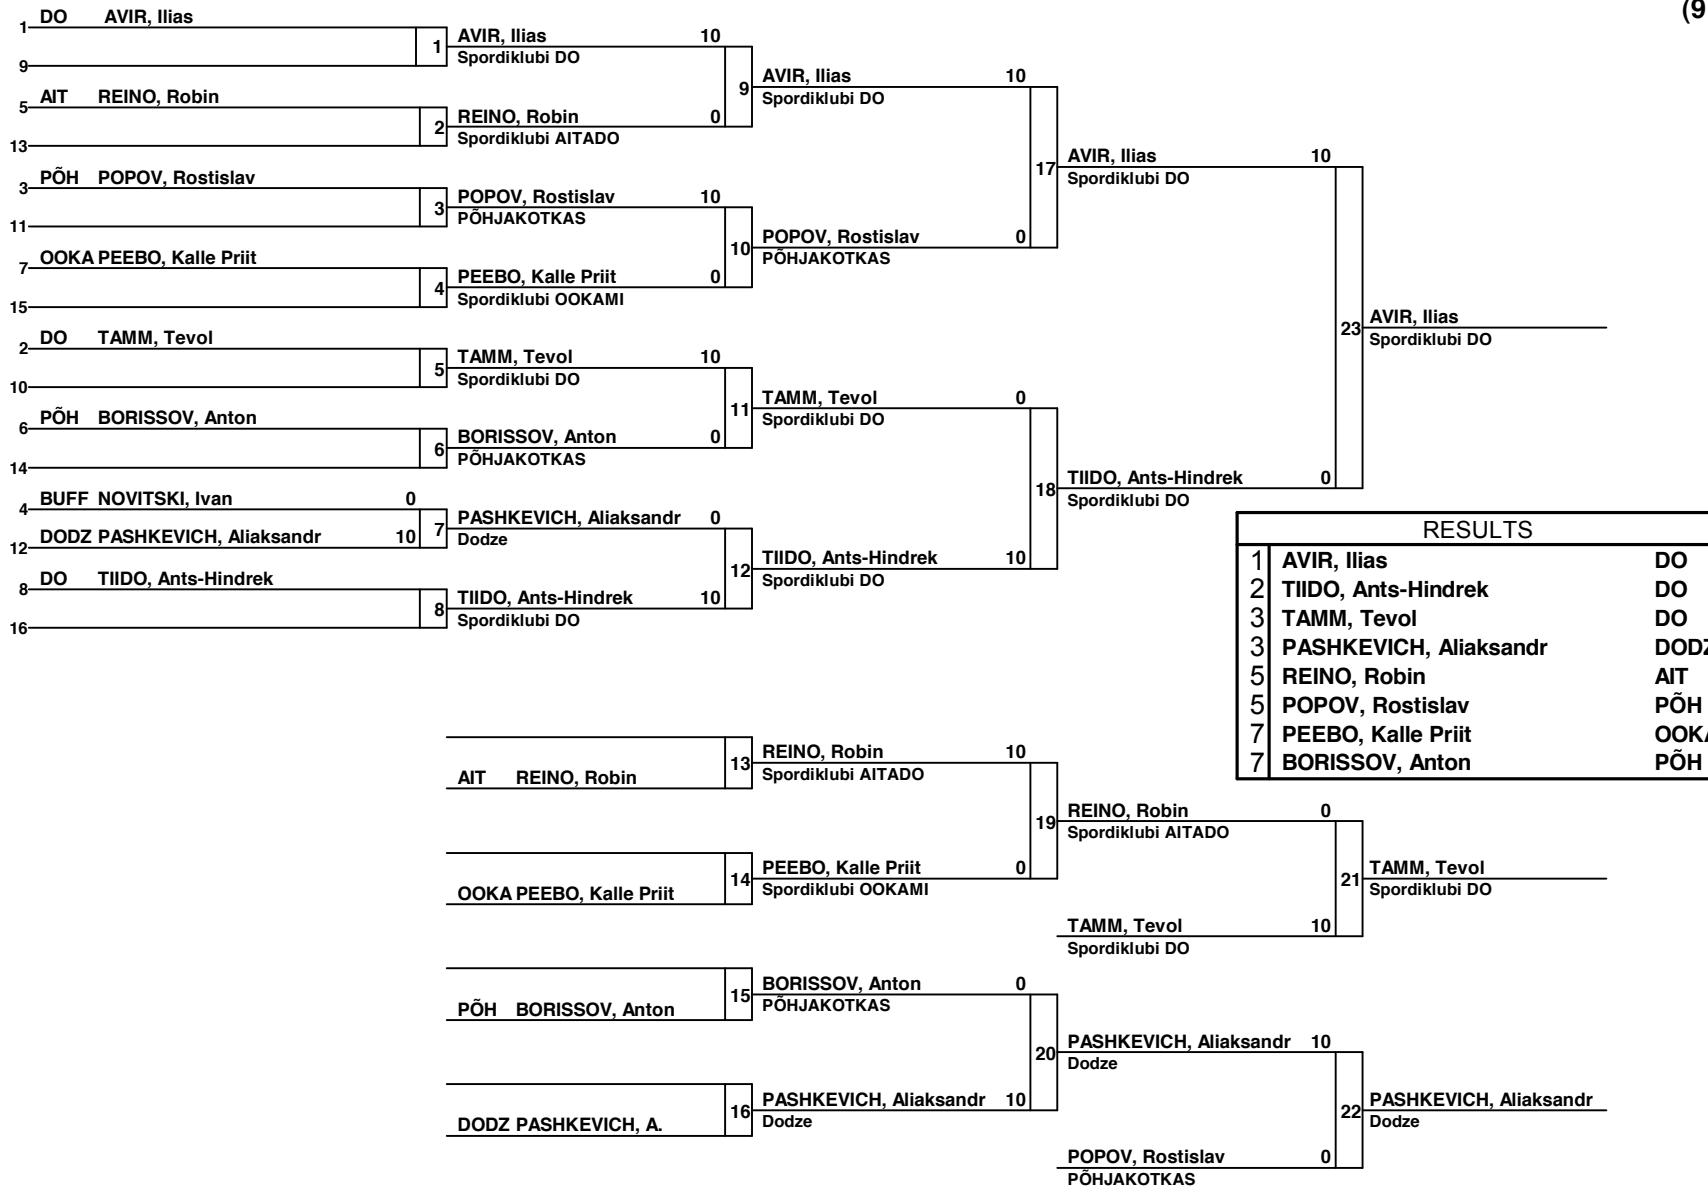 (9
1 DO AVIR, Ilias
9
1 AVIR, Ilias 10
Spordiklubi DO
5 AIT REINO, Robin
13
2 REINO, Robin 0
Spordiklubi AITADO
9 AVIR, Ilias 10
Spordiklubi DO
3 PÕH POPOV, Rostislav
11
3 POPOV, Rostislav 10
PÕHJAKOTKAS
7 OOKA PEEBO, Kalle Priit
15
4 PEEBO, Kalle Priit 0
Spordiklubi OOKAMI
10 POPOV, Rostislav 0
PÕHJAKOTKAS
17 AVIR, Ilias 10
Spordiklubi DO
2 DO TAMM, Tevol
10
5 TAMM, Tevol 10
Spordiklubi DO
6 PÕH BORISSOV, Anton
14
6 BORISSOV, Anton 0
PÕHJAKOTKAS
11 TAMM, Tevol 0
Spordiklubi DO
4 BUFF NOVITSKI, Ivan 0
12 DODZ PASHKEVICH, Aliaksandr 10
7 PASHKEVICH, Aliaksandr 0
Dodze
8 DO TIIDO, Ants-Hindrek
16
8 TIIDO, Ants-Hindrek 10
Spordiklubi DO
12 TIIDO, Ants-Hindrek 10
Spordiklubi DO
18 TIIDO, Ants-Hindrek 0
Spordiklubi DO
23 AVIR, Ilias
Spordiklubi DO
RESULTS
1 AVIR, Ilias DO
2 TIIDO, Ants-Hindrek DO
3 TAMM, Tevol DO
3 PASHKEVICH, Aliaksandr DODZ
5 REINO, Robin AIT
5 POPOV, Rostislav PÕH
7 PEEBO, Kalle Priit OOKA
7 BORISSOV, Anton PÕH
AIT REINO, Robin
13 REINO, Robin 10
Spordiklubi AITADO
OOKA PEEBO, Kalle Priit
14 PEEBO, Kalle Priit 0
Spordiklubi OOKAMI
19 REINO, Robin 0
Spordiklubi AITADO
TAMM, Tevol 10
Spordiklubi DO
21 TAMM, Tevol
Spordiklubi DO
PÕH BORISSOV, Anton
15 BORISSOV, Anton 0
PÕHJAKOTKAS
DODZ PASHKEVICH, A.
16 PASHKEVICH, Aliaksandr 10
Dodze
20 PASHKEVICH, Aliaksandr 10
Dodze
POPOV, Rostislav 0
PÕHJAKOTKAS
22 PASHKEVICH, Aliaksandr
Dodze